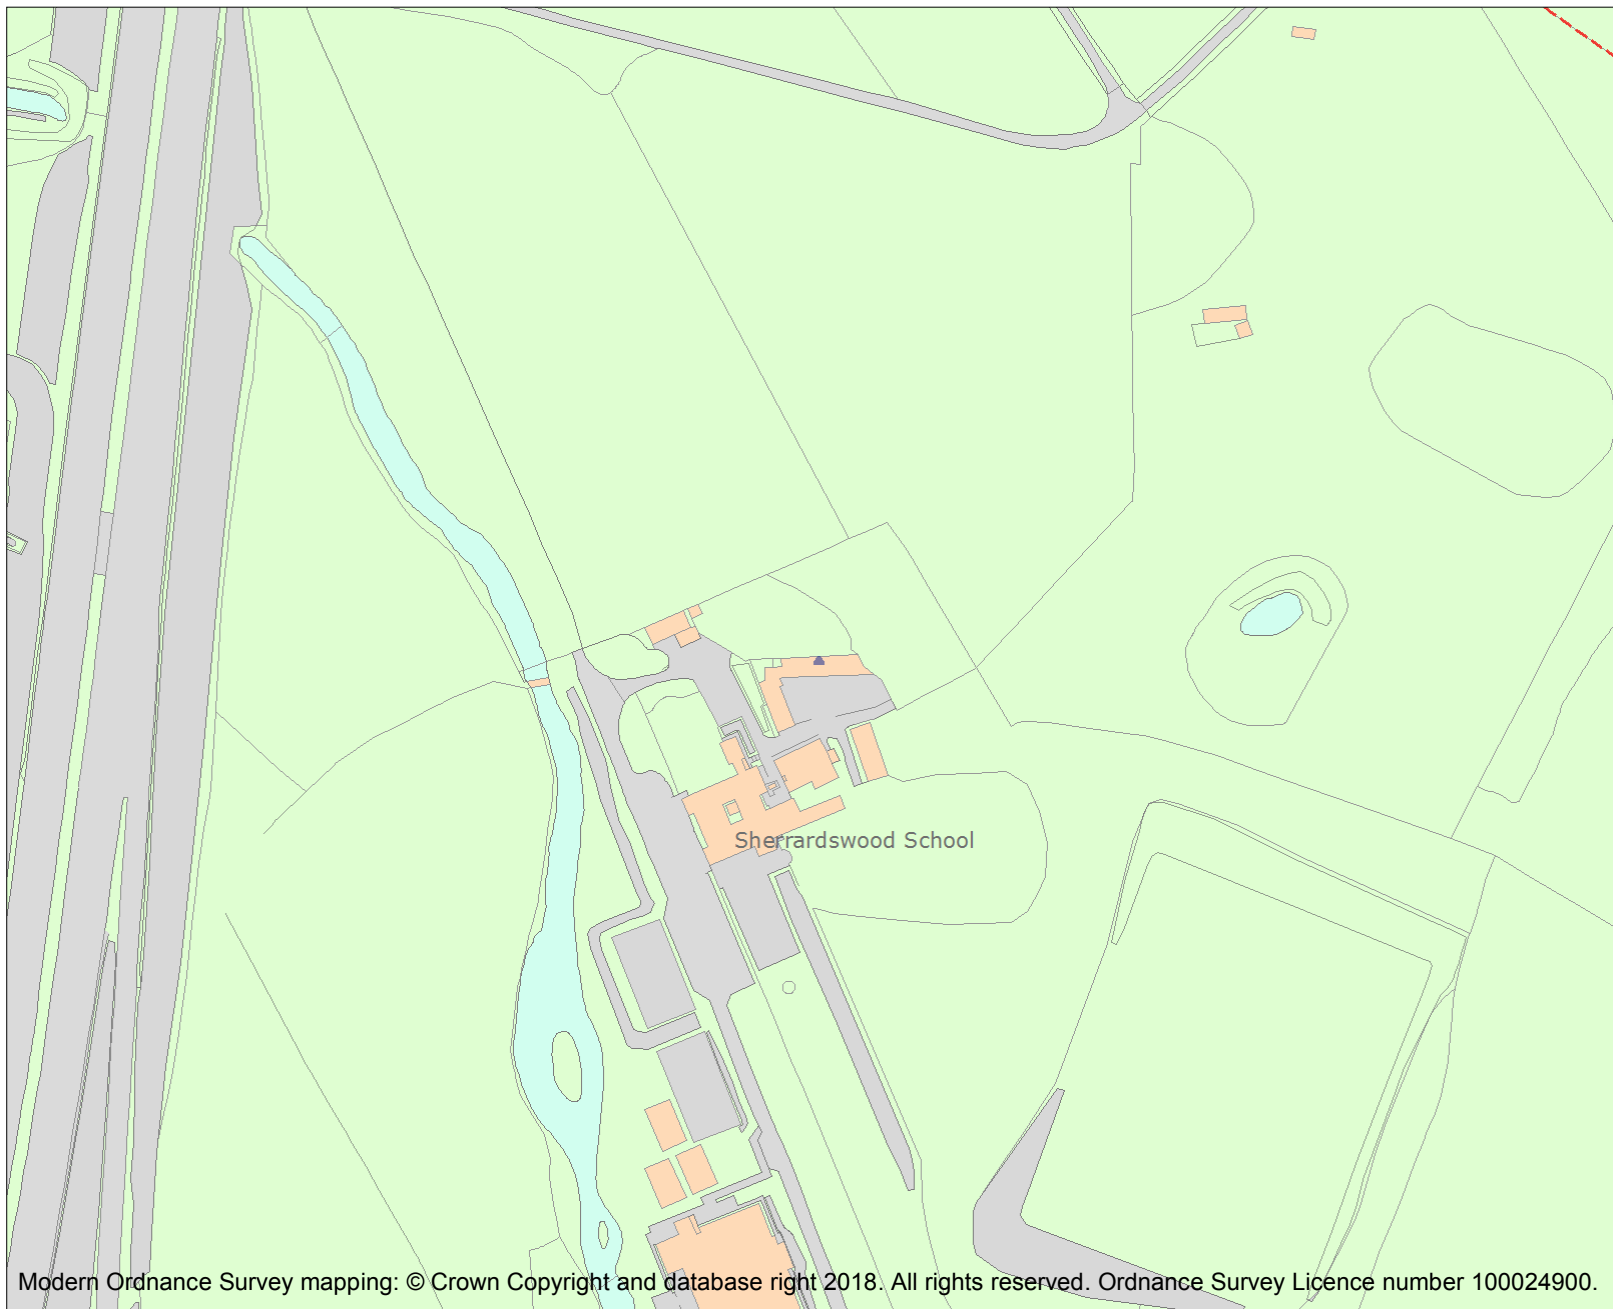 Sherrardswood School
Modern Ordnance Survey mapping: © Crown Copyright and database right 2018. All rights reserved. Ordnance Survey Licence number 100024900.